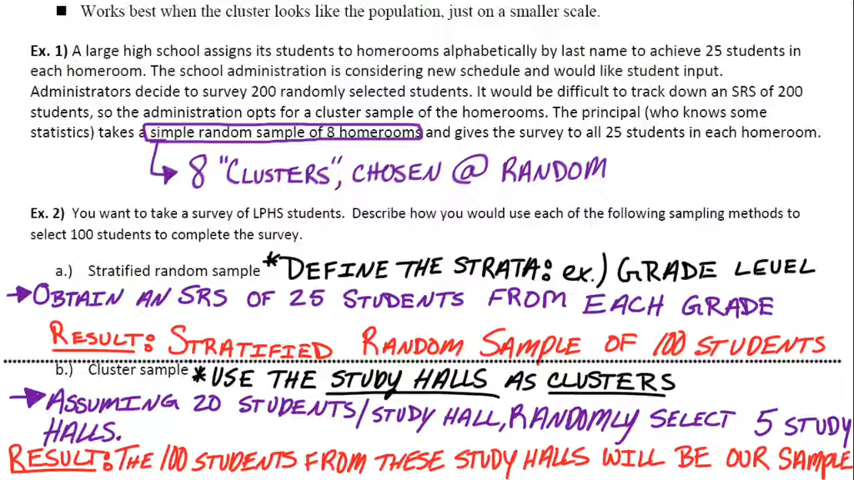 ■ Works best when the cluster looks like the population, just on a smaller scale.
Ex. 1) A large high school assigns its students to homerooms alphabetically by last name to achieve 25 students in
each homeroom. The school administration is considering new schedule and would like student input.
Administrators decide to survey 200 randomly selected students. It would be difficult to track down an SRS of 200
students, so the administration opts for a cluster sample of the homerooms. The principal (who knows some
statistics) takes a simple random sample of 8 homerooms and gives the survey to all 25 students in each homeroom.
8 "CLUSTERS", CHOSEN @ RANDOM
Ex. 2) You want to take a survey of LPHS students. Describe how you would use each of the following sampling methods to
select 100 students to complete the survey.
a.) Stratified random sample *DEFINE THE STRATA: ex.) GRADE LEVEL
OBTAIN AN SRS OF 25 STUDENTS FROM EACH GRADE
RESULT: STRATIFIED RANDOM SAMPLE OF 100 STUDENTS
b.) Cluster sample *USE THE STUDY HALLS AS CLUSTERS
ASSUMING 20 STUDENTS/STUDY HALL, RANDOMLY SELECT 5 STUDY
HALLS.
RESULT: THE 100 STUDENTS FROM THESE STUDY HALLS WILL BE OUR SAMPLE